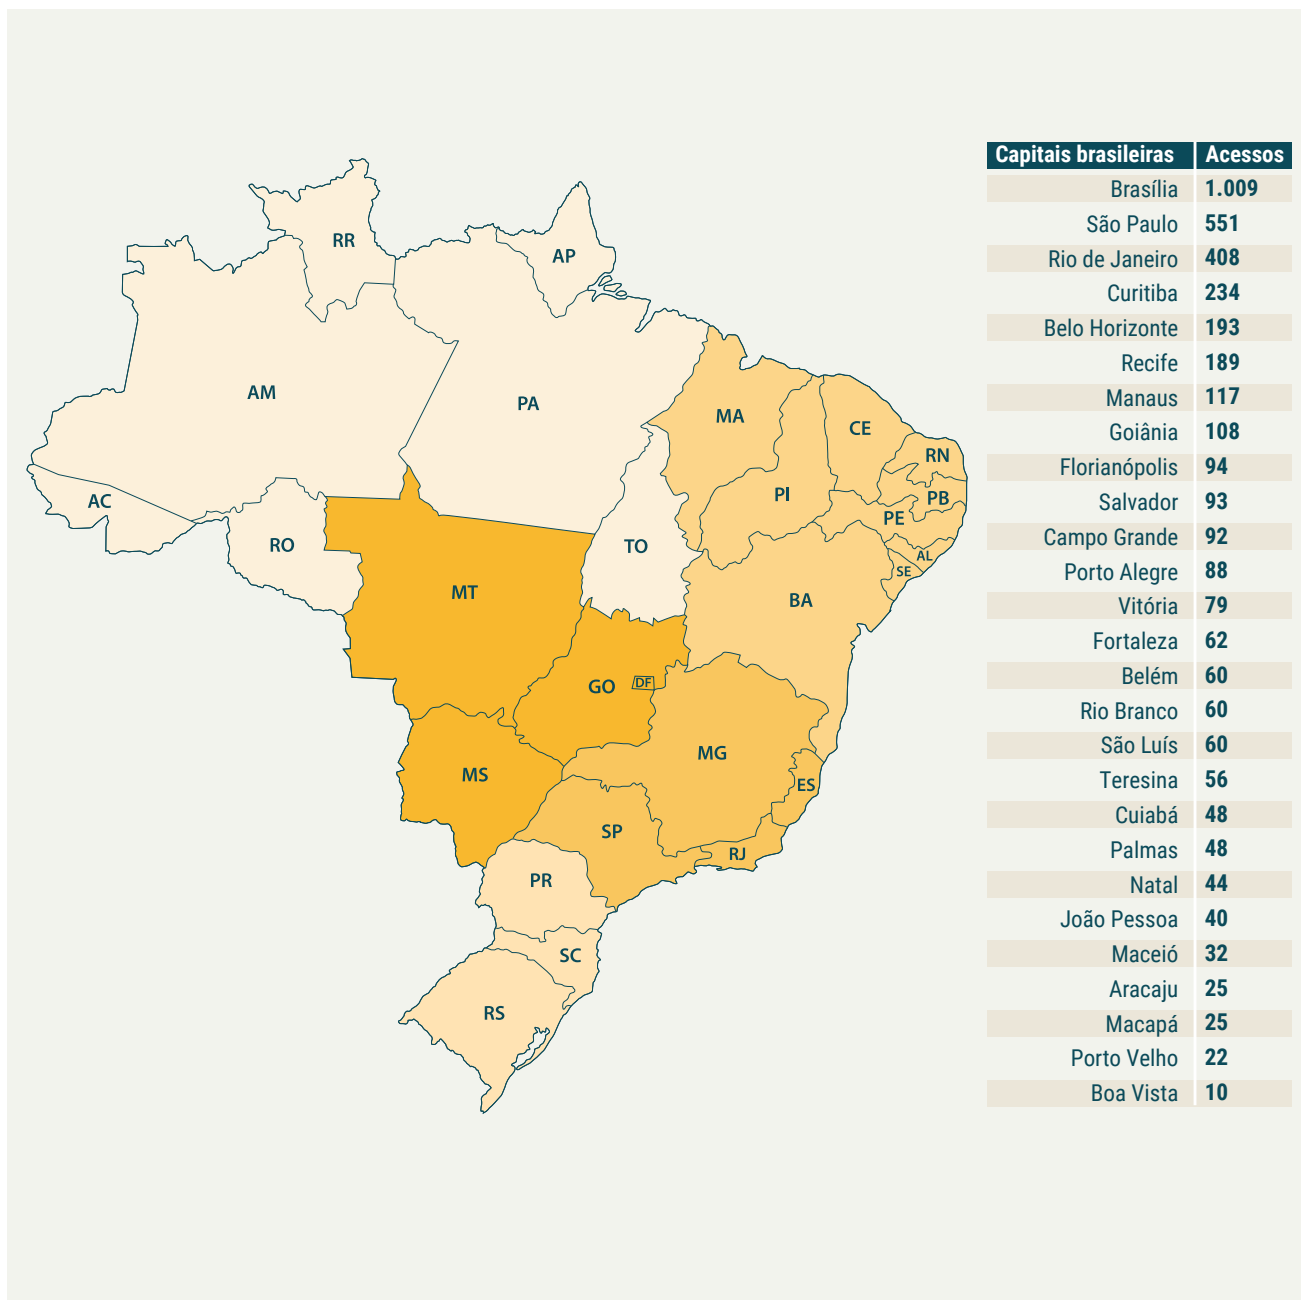 RR
AP
AM
PA
MA
CE
RN
PI
PB
PE
AC
RO
TO
AL
SE
MT
BA
GO
DF
MG
MS
ES
SP
RJ
PR
SC
RS
Capitais brasileiras Acessos
Brasília 1.009
São Paulo 551
Rio de Janeiro 408
Curitiba 234
Belo Horizonte 193
Recife 189
Manaus 117
Goiânia 108
Florianópolis 94
Salvador 93
Campo Grande 92
Porto Alegre 88
Vitória 79
Fortaleza 62
Belém 60
Rio Branco 60
São Luís 60
Teresina 56
Cuiabá 48
Palmas 48
Natal 44
João Pessoa 40
Maceió 32
Aracaju 25
Macapá 25
Porto Velho 22
Boa Vista 10